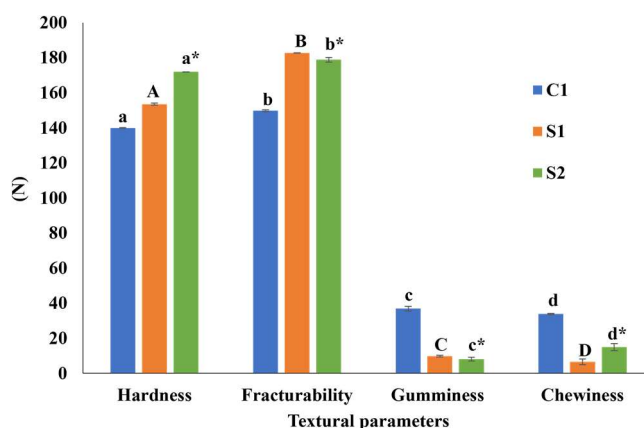 200
180
160
140
120
100
80
60
40
20
0
(N)
a A a*
b B b*
c C c*
d D d*
C1
S1
S2
Hardness Fracturability Gumminess Chewiness
Textural parameters